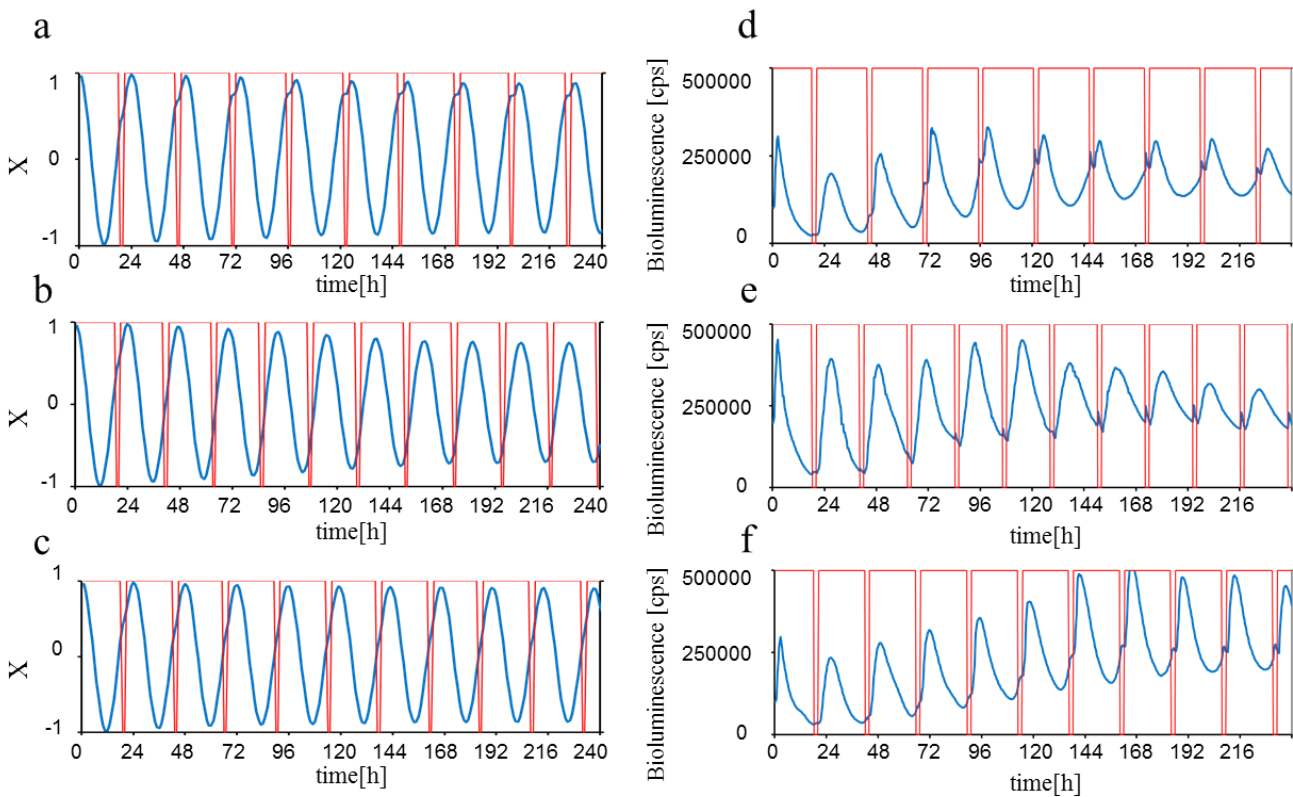 a
X
1
0
-1
0 24 48 72 96 120 144 168 192 216 240
time[h]
b
X
1
0
-1
0 24 48 72 96 120 144 168 192 216 240
time[h]
c
X
1
0
-1
0 24 48 72 96 120 144 168 192 216 240
time[h]
d
Bioluminescence [cps]
500000
250000
0
0 24 48 72 96 120 144 168 192 216
time[h]
e
Bioluminescence [cps]
500000
250000
0
0 24 48 72 96 120 144 168 192 216
time[h]
f
Bioluminescence [cps]
500000
250000
0
0 24 48 72 96 120 144 168 192 216
time[h]